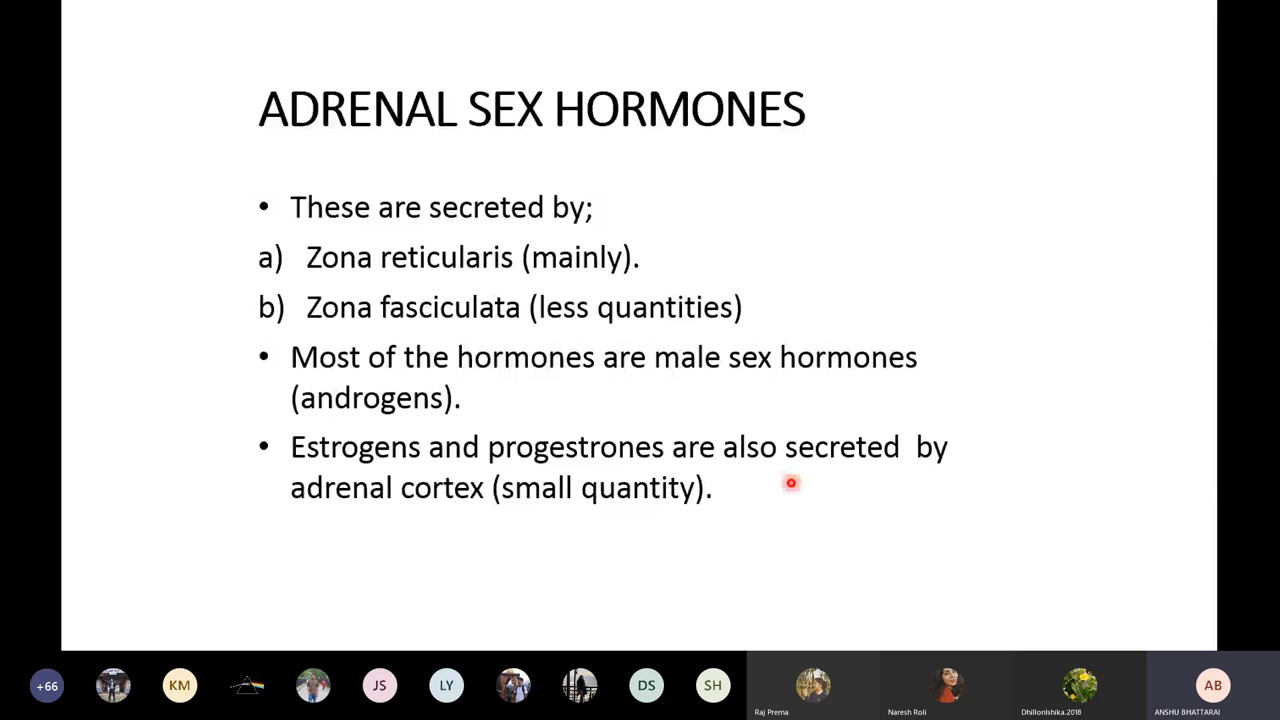 ADRENAL SEX HORMONES
• These are secreted by;
a) Zona reticularis (mainly).
b) Zona fasciculata (less quantities)
• Most of the hormones are male sex hormones
(androgens).
• Estrogens and progestrones are also secreted by
adrenal cortex (small quantity).
+66 KM JS LY DS SH AB
Raj Prerna Naresh Roli DhillonIshika.2018 ANSHU BHATTARAI